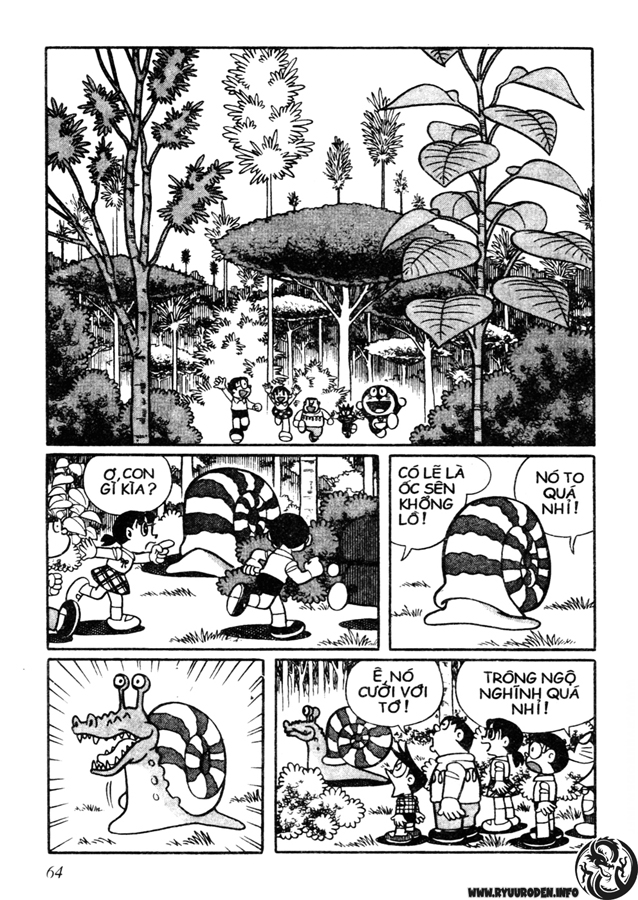 Ơ, CON
GÌ KÌA?
CÓ LẼ LÀ
ỐC SÊN
KHỔNG
LỒ!
NÓ TO
QUÁ
NHỈ!
Ê, NÓ
CƯỜI VỚI
TỚ!
TRÔNG NGỘ
NGHĨNH QUÁ
NHỈ!
64
WWW.RYUURODEN.INFO